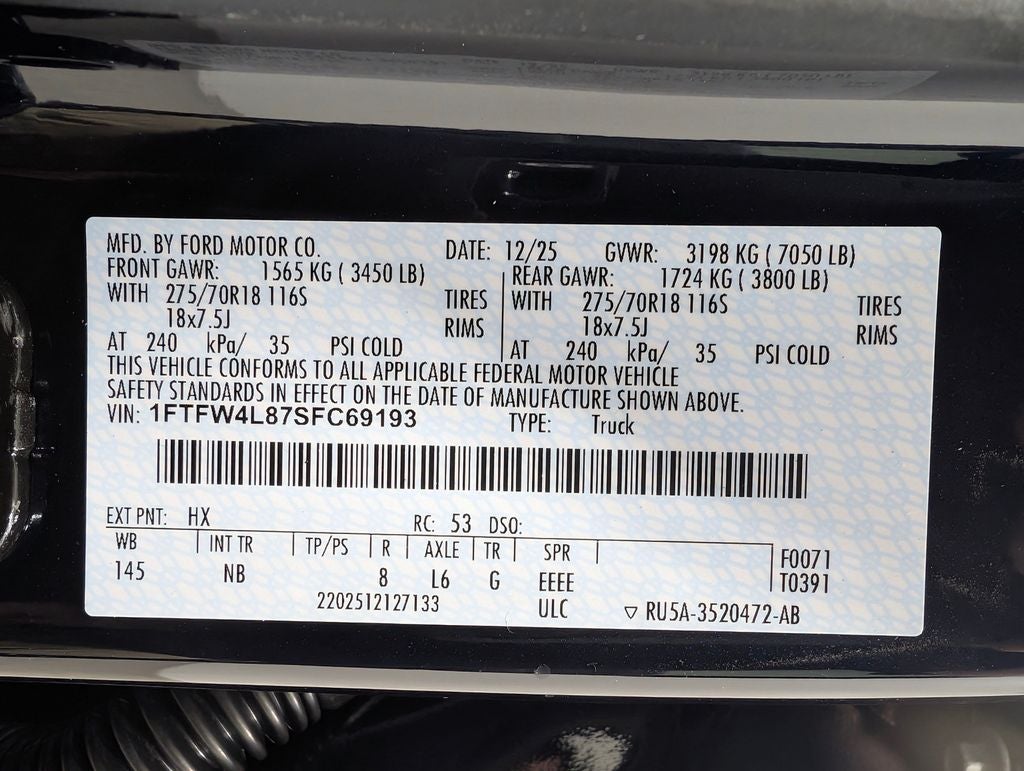 MFD. BY FORD MOTOR CO. DATE: 12/25 GVWR: 3198 KG ( 7050 LB)
FRONT GAWR: 1565 KG ( 3450 LB) REAR GAWR: 1724 KG ( 3800 LB)
WITH 275/70R18 116S TIRES WITH 275/70R18 116S TIRES
18x7.5J RIMS 18x7.5J RIMS
AT 240 kPa/ 35 PSI COLD AT 240 kPa/ 35 PSI COLD
THIS VEHICLE CONFORMS TO ALL APPLICABLE FEDERAL MOTOR VEHICLE
SAFETY STANDARDS IN EFFECT ON THE DATE OF MANUFACTURE SHOWN ABOVE.
VIN: 1FTFW4L87SFC69193 TYPE: Truck
EXT PNT: HX RC: 53 DSO:
WB INT TR TP/PS R AXLE TR SPR F0071
145 NB 8 L6 G EEEE T0391
2202512127133 ULC ▽ RU5A-3520472-AB